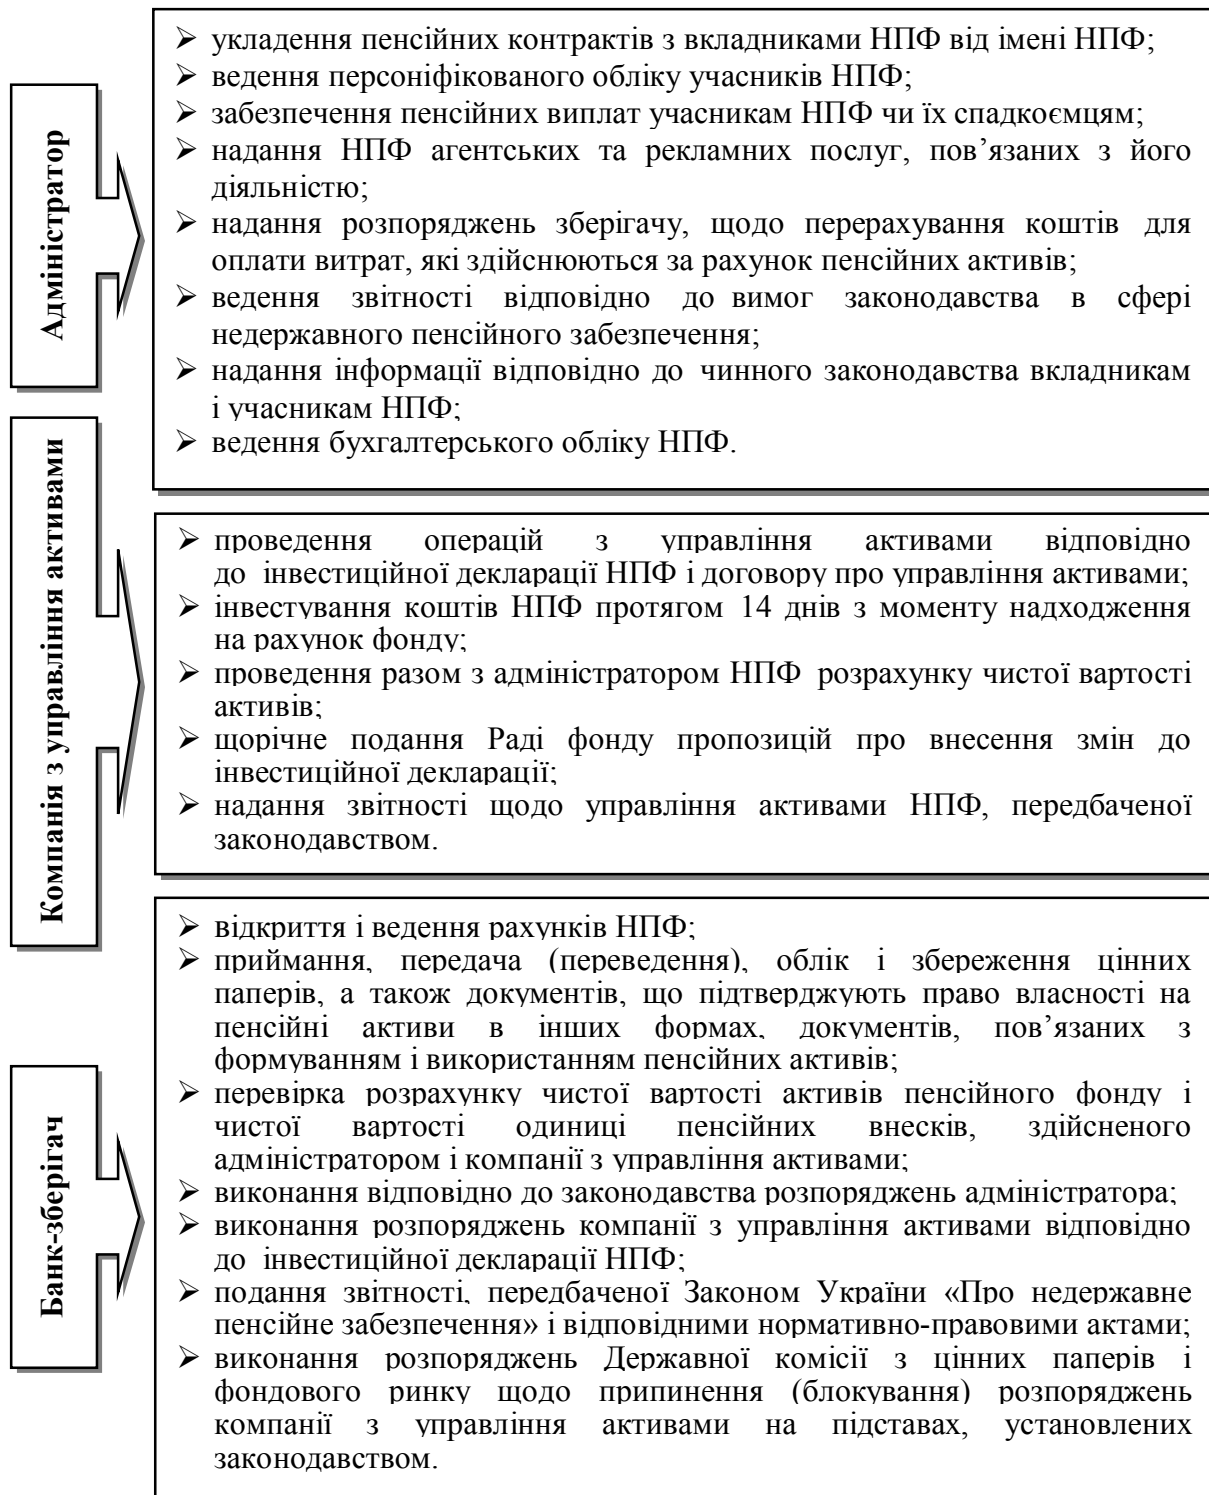 Адміністратор
➢ укладення пенсійних контрактів з вкладниками НПФ від імені НПФ;
➢ ведення персоніфікованого обліку учасників НПФ;
➢ забезпечення пенсійних виплат учасникам НПФ чи їх спадкоємцям;
➢ надання НПФ агентських та рекламних послуг, пов’язаних з його
діяльністю;
➢ надання розпоряджень зберігачу, щодо перерахування коштів для
оплати витрат, які здійснюються за рахунок пенсійних активів;
➢ ведення звітності відповідно до вимог законодавства в сфері
недержавного пенсійного забезпечення;
➢ надання інформації відповідно до чинного законодавства вкладникам
і учасникам НПФ;
➢ ведення бухгалтерського обліку НПФ.
Компанія з управління активами
➢ проведення операцій з управління активами відповідно
до інвестиційної декларації НПФ і договору про управління активами;
➢ інвестування коштів НПФ протягом 14 днів з моменту надходження
на рахунок фонду;
➢ проведення разом з адміністратором НПФ розрахунку чистої вартості
активів;
➢ щорічне подання Раді фонду пропозицій про внесення змін до
інвестиційної декларації;
➢ надання звітності щодо управління активами НПФ, передбаченої
законодавством.
Банк-зберігач
➢ відкриття і ведення рахунків НПФ;
➢ приймання, передача (переведення), облік і збереження цінних
паперів, а також документів, що підтверджують право власності на
пенсійні активи в інших формах, документів, пов’язаних з
формуванням і використанням пенсійних активів;
➢ перевірка розрахунку чистої вартості активів пенсійного фонду і
чистої вартості одиниці пенсійних внесків, здійсненого
адміністратором і компанії з управління активами;
➢ виконання відповідно до законодавства розпоряджень адміністратора;
➢ виконання розпоряджень компанії з управління активами відповідно
до інвестиційної декларації НПФ;
➢ подання звітності, передбаченої Законом України «Про недержавне
пенсійне забезпечення» і відповідними нормативно-правовими актами;
➢ виконання розпоряджень Державної комісії з цінних паперів і
фондового ринку щодо припинення (блокування) розпоряджень
компанії з управління активами на підставах, установлених
законодавством.